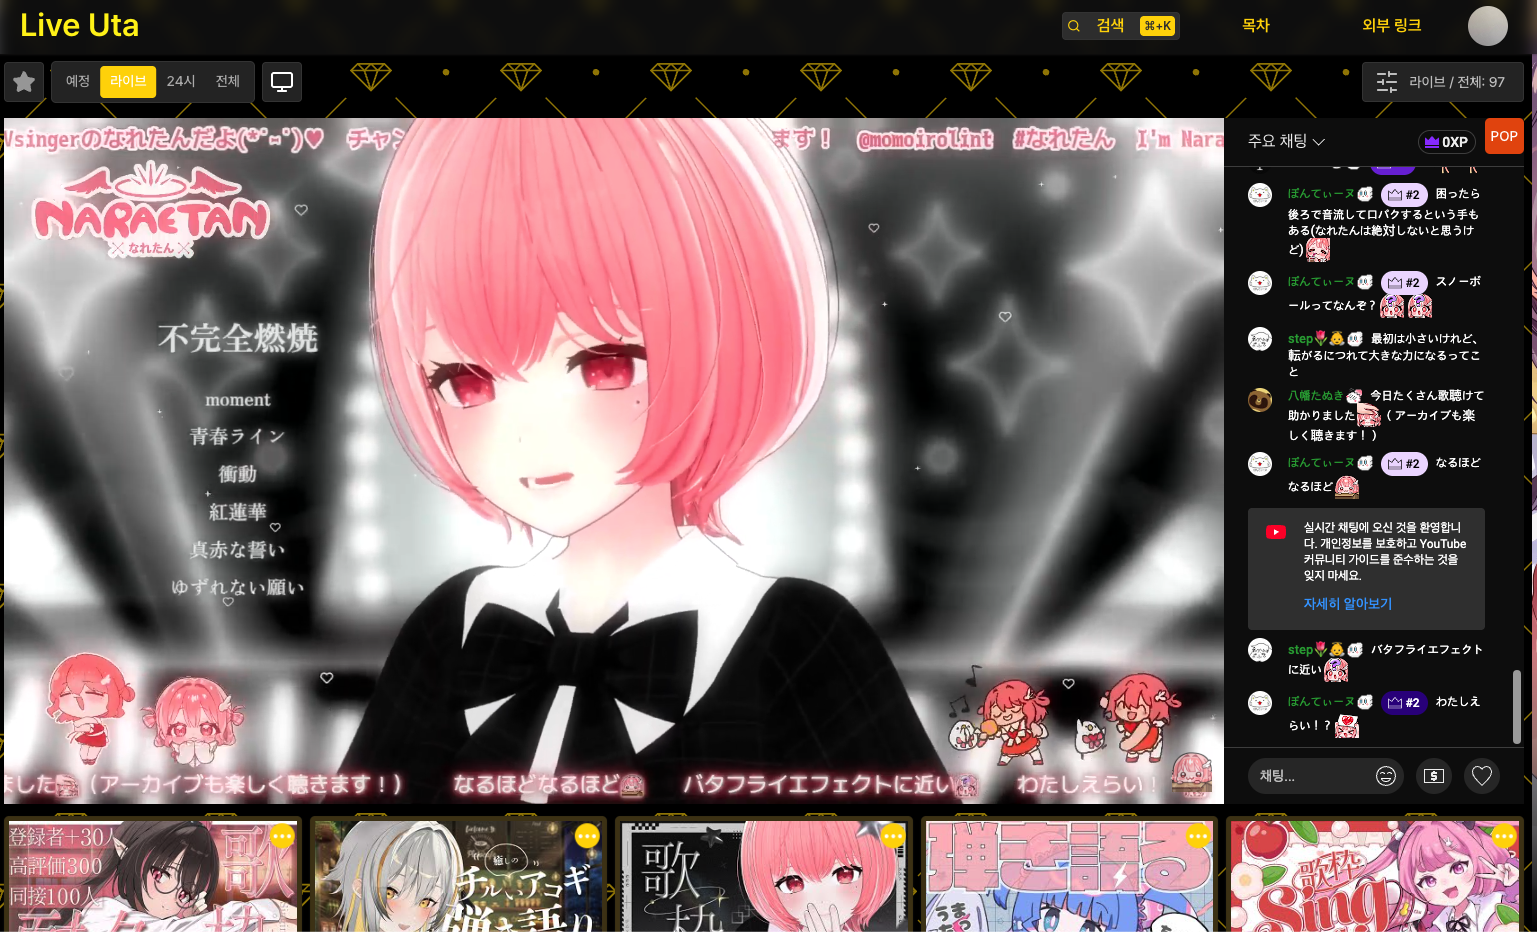 Live Uta
검색 ⌘+K
목차
외부 링크
예정 라이브 24시 전체
라이브 / 전체: 97
Vsingerのなれたんだよ
ます！ @momoirolint #なれたん I'm Nara
NARAETAN
なれたん
不完全燃焼
moment
青春ライン
衝動
紅蓮華
真赤な誓い
ゆずれない願い
ました（アーカイブも楽しく聴きます！） なるほどなるほど バタフライエフェクトに近い わたしえらい！
주요 채팅
0XP
POP
ぽんてぃーヌ #2 困ったら
後ろで音流して口パクするという手も
ある(なれたんは絶対しないと思うけ
ど)
ぽんてぃーヌ #2 スノーボ
ールってなんぞ？
step 最初は小さいけれど、
転がるにつれて大きな力になるってこ
と
八幡たぬき 今日たくさん歌聴けて
助かりました（アーカイブも楽
しく聴きます！）
ぽんてぃーヌ #2 なるほど
なるほど
실시간 채팅에 오신 것을 환영합니
다. 개인정보를 보호하고 YouTube
커뮤니티 가이드를 준수하는 것을
잊지 마세요.
자세히 알아보기
step バタフライエフェクト
に近い
ぽんてぃーヌ #2 わたしえ
らい！？
채팅...
登録者+30人
高評価300
同接100人
歌
癒しの
チル アコギ
弾き語り
歌枠
弾き語る
うま
歌枠
Sing